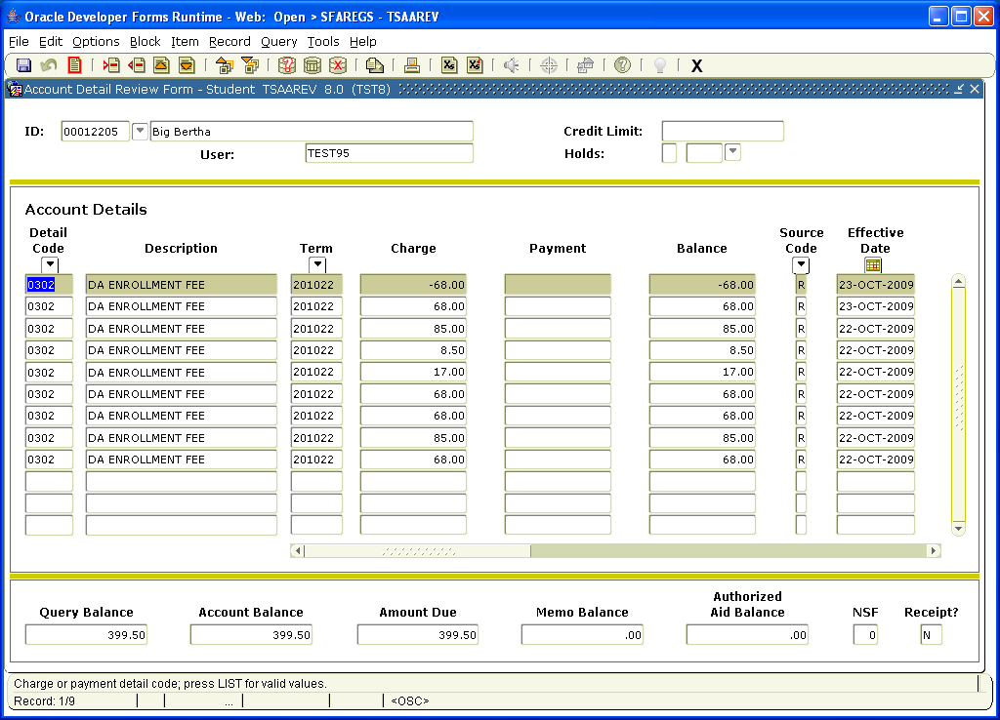 Oracle Developer Forms Runtime - Web: Open > SFAREGS - TSAAREV
File Edit Options Block Item Record Query Tools Help
X
Account Detail Review Form - Student TSAAREV 8.0 (TST8)
ID: 00012205 Big Bertha Credit Limit:
User: TEST95 Holds:
Account Details
Detail Code Description Term Charge Payment Balance Source Code Effective Date
0302 DA ENROLLMENT FEE 201022 -68.00 -68.00 R 23-OCT-2009
0302 DA ENROLLMENT FEE 201022 68.00 68.00 R 23-OCT-2009
0302 DA ENROLLMENT FEE 201022 85.00 85.00 R 22-OCT-2009
0302 DA ENROLLMENT FEE 201022 8.50 8.50 R 22-OCT-2009
0302 DA ENROLLMENT FEE 201022 17.00 17.00 R 22-OCT-2009
0302 DA ENROLLMENT FEE 201022 68.00 68.00 R 22-OCT-2009
0302 DA ENROLLMENT FEE 201022 68.00 68.00 R 22-OCT-2009
0302 DA ENROLLMENT FEE 201022 85.00 85.00 R 22-OCT-2009
0302 DA ENROLLMENT FEE 201022 68.00 68.00 R 22-OCT-2009
Query Balance Account Balance Amount Due Memo Balance Authorized Aid Balance NSF Receipt?
399.50 399.50 399.50 .00 .00 0 N
Charge or payment detail code; press LIST for valid values.
Record: 1/9 ... <OSC>